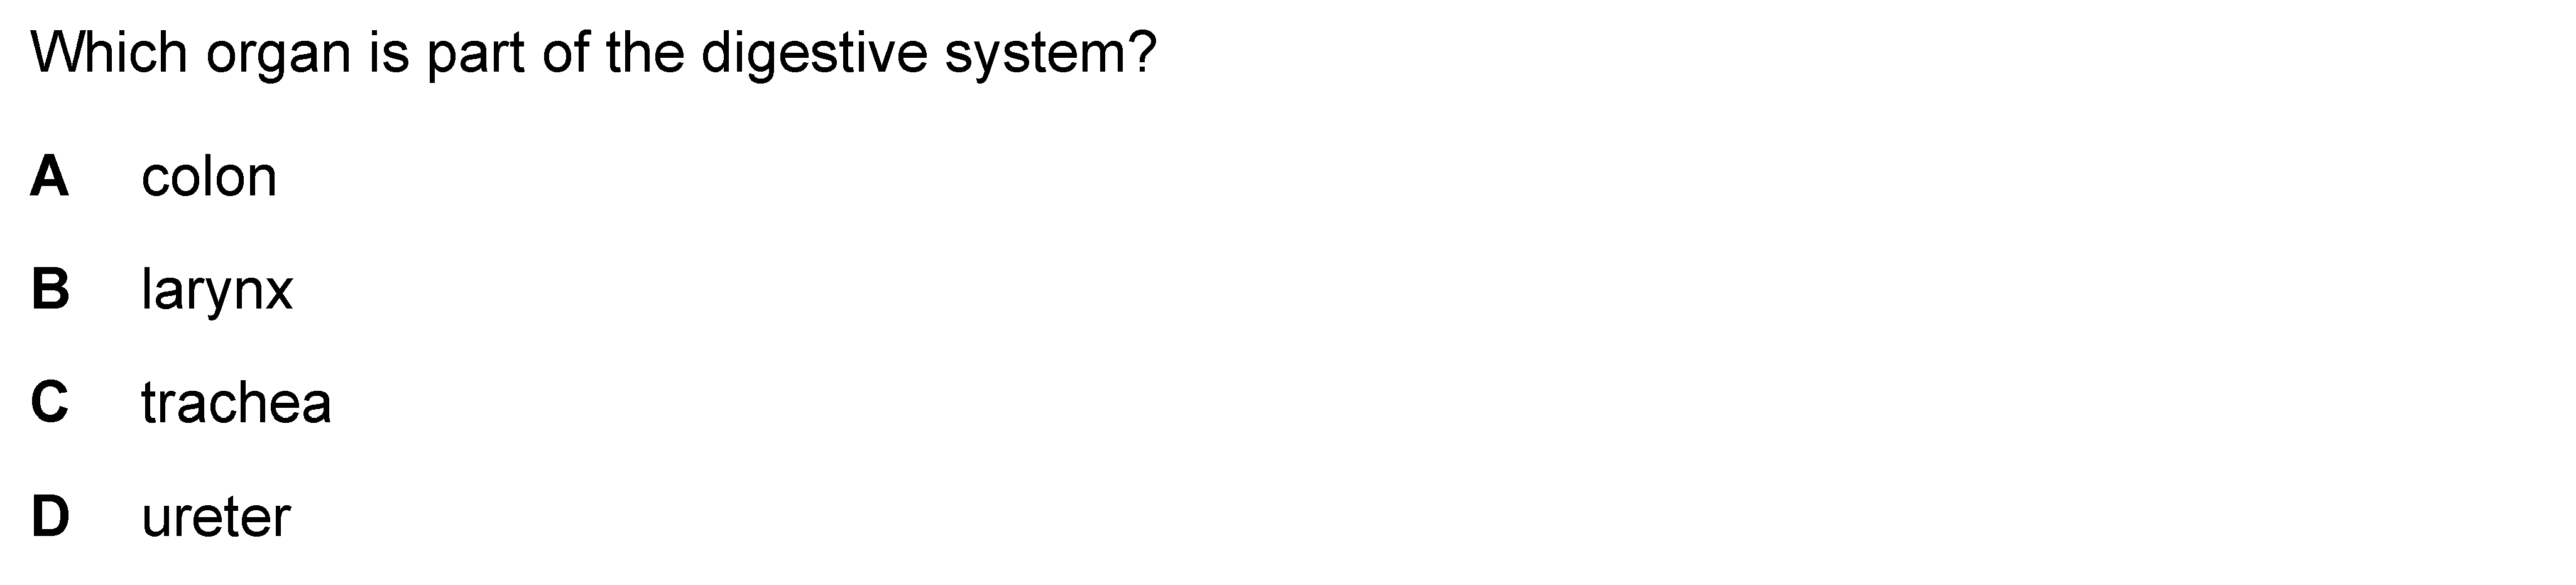 Which organ is part of the digestive system?
A colon
B larynx
C trachea
D ureter